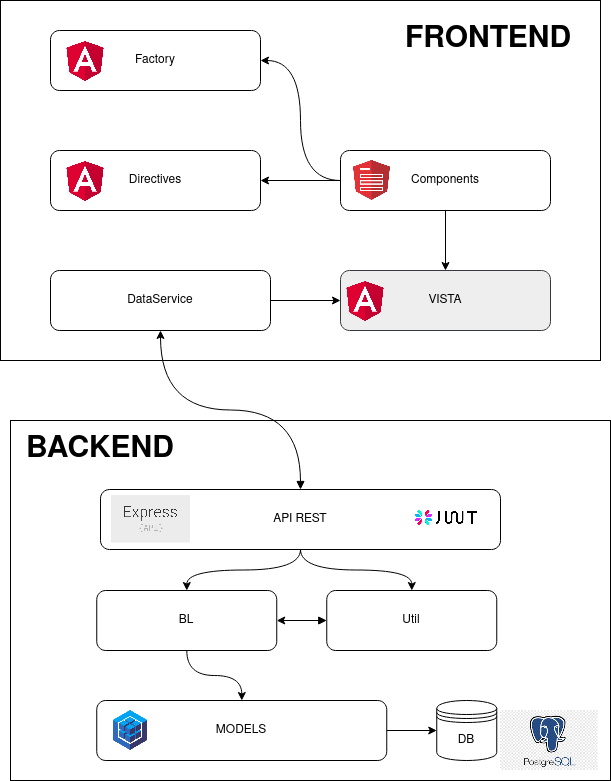 FRONTEND
Factory
Directives
Components
DataService
VISTA
BACKEND
Express
{API}
API REST
JWT
BL
Util
MODELS
DB
PostgreSQL